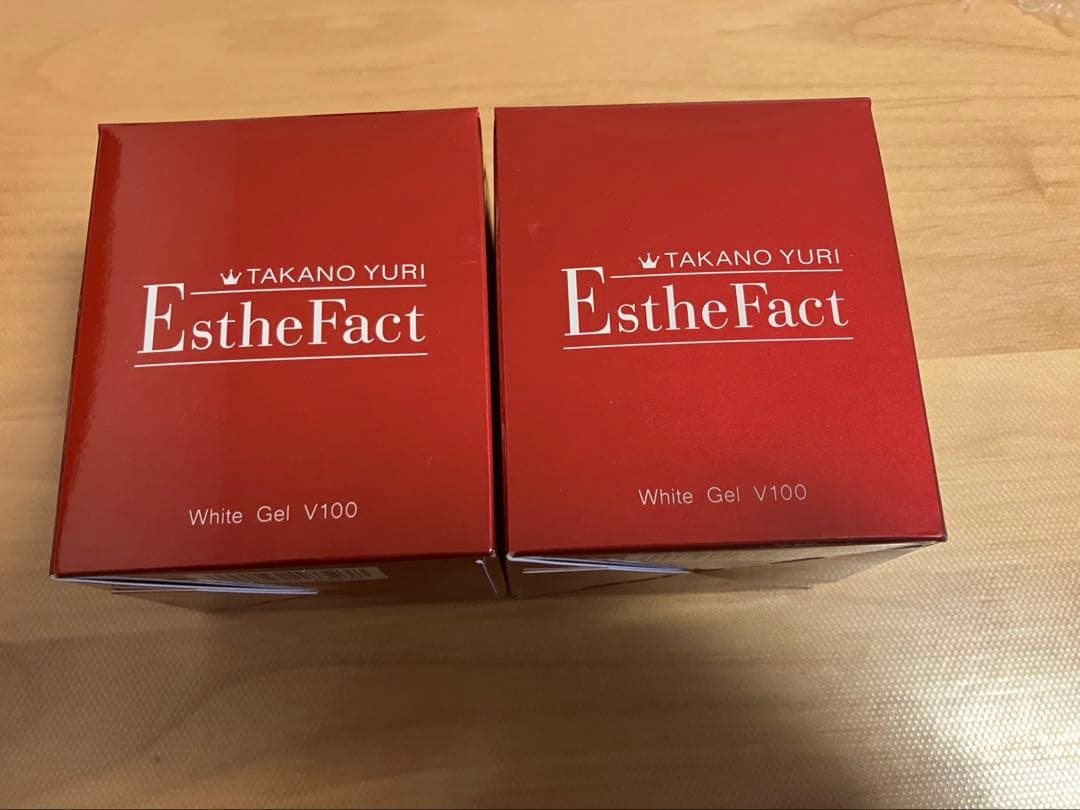 TAKANO YURI
EstheFact
White Gel V100
TAKANO YURI
EstheFact
White Gel V100